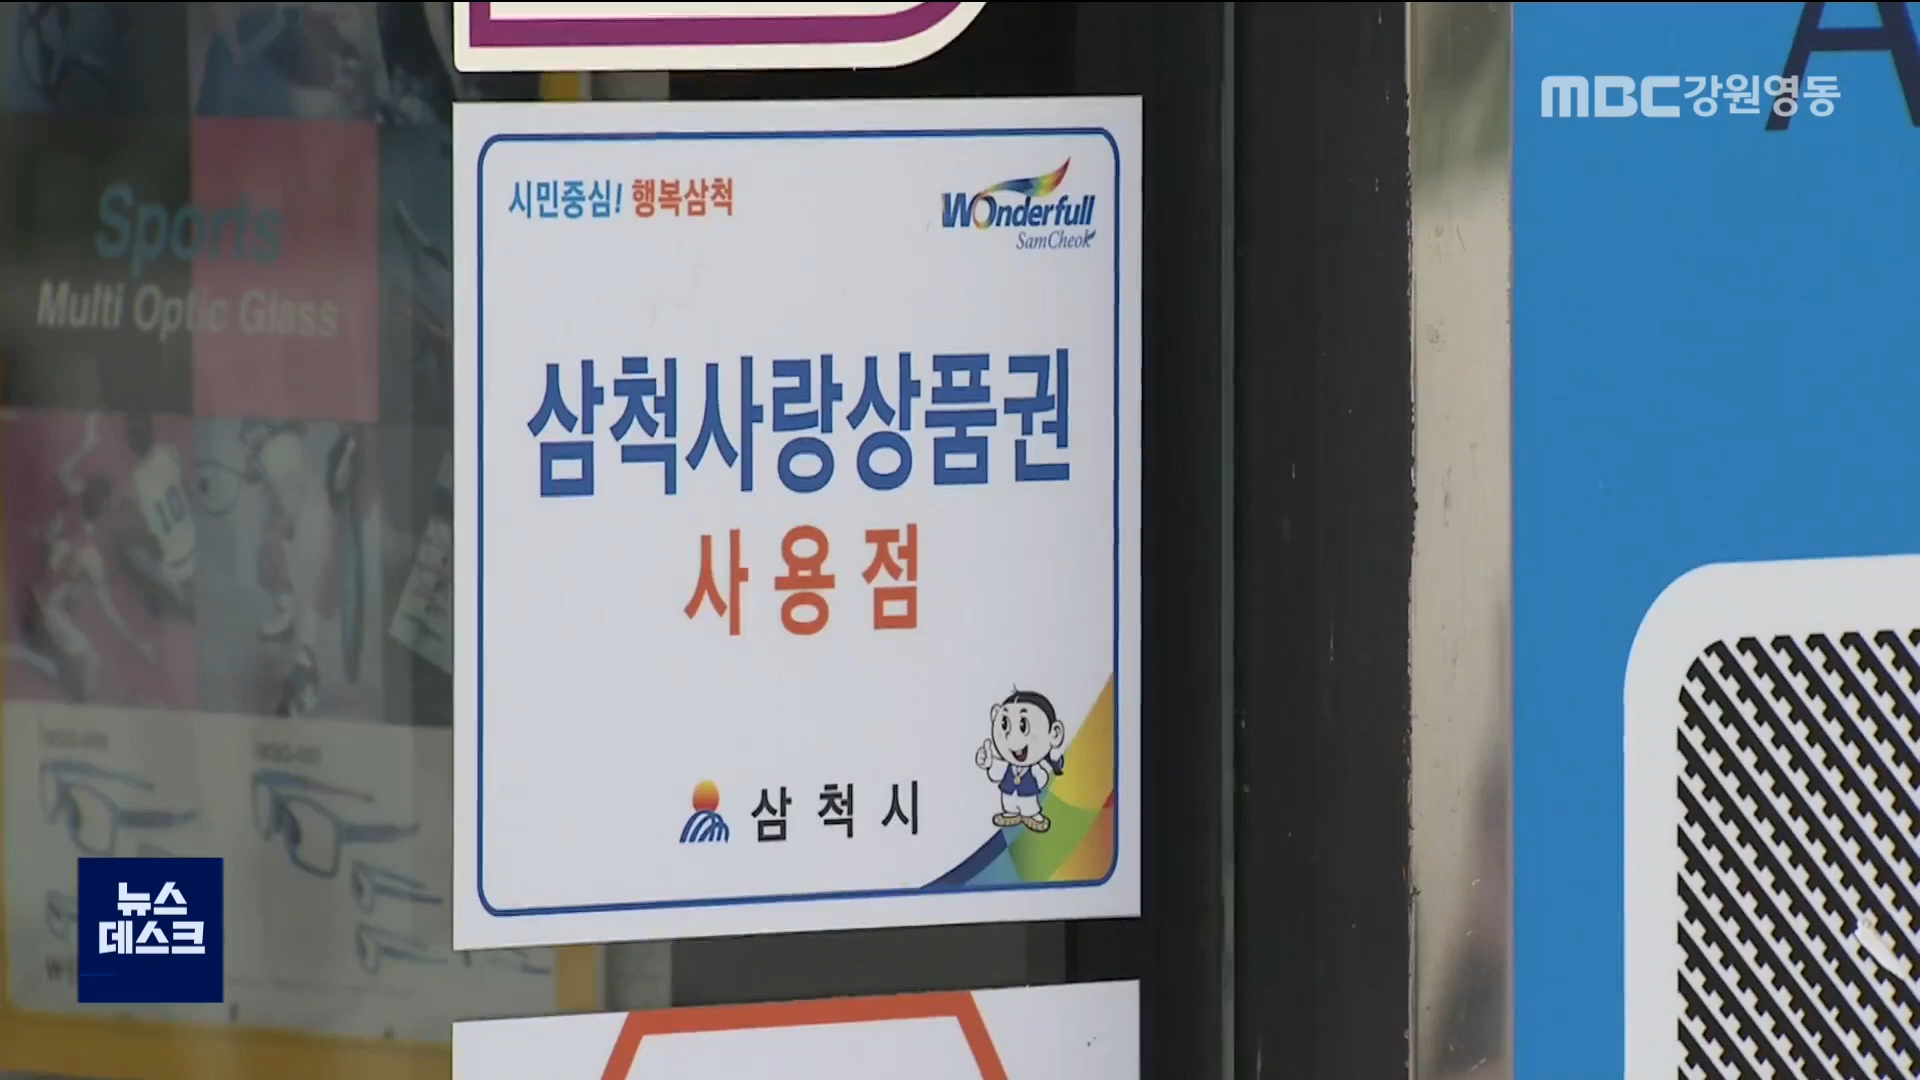 MBC강원영동
시민중심! 행복삼척
Wonderfull
SamCheok
삼척사랑상품권
사용점
삼척시
Sports
Multi Optic Glass
10
뉴스
데스크